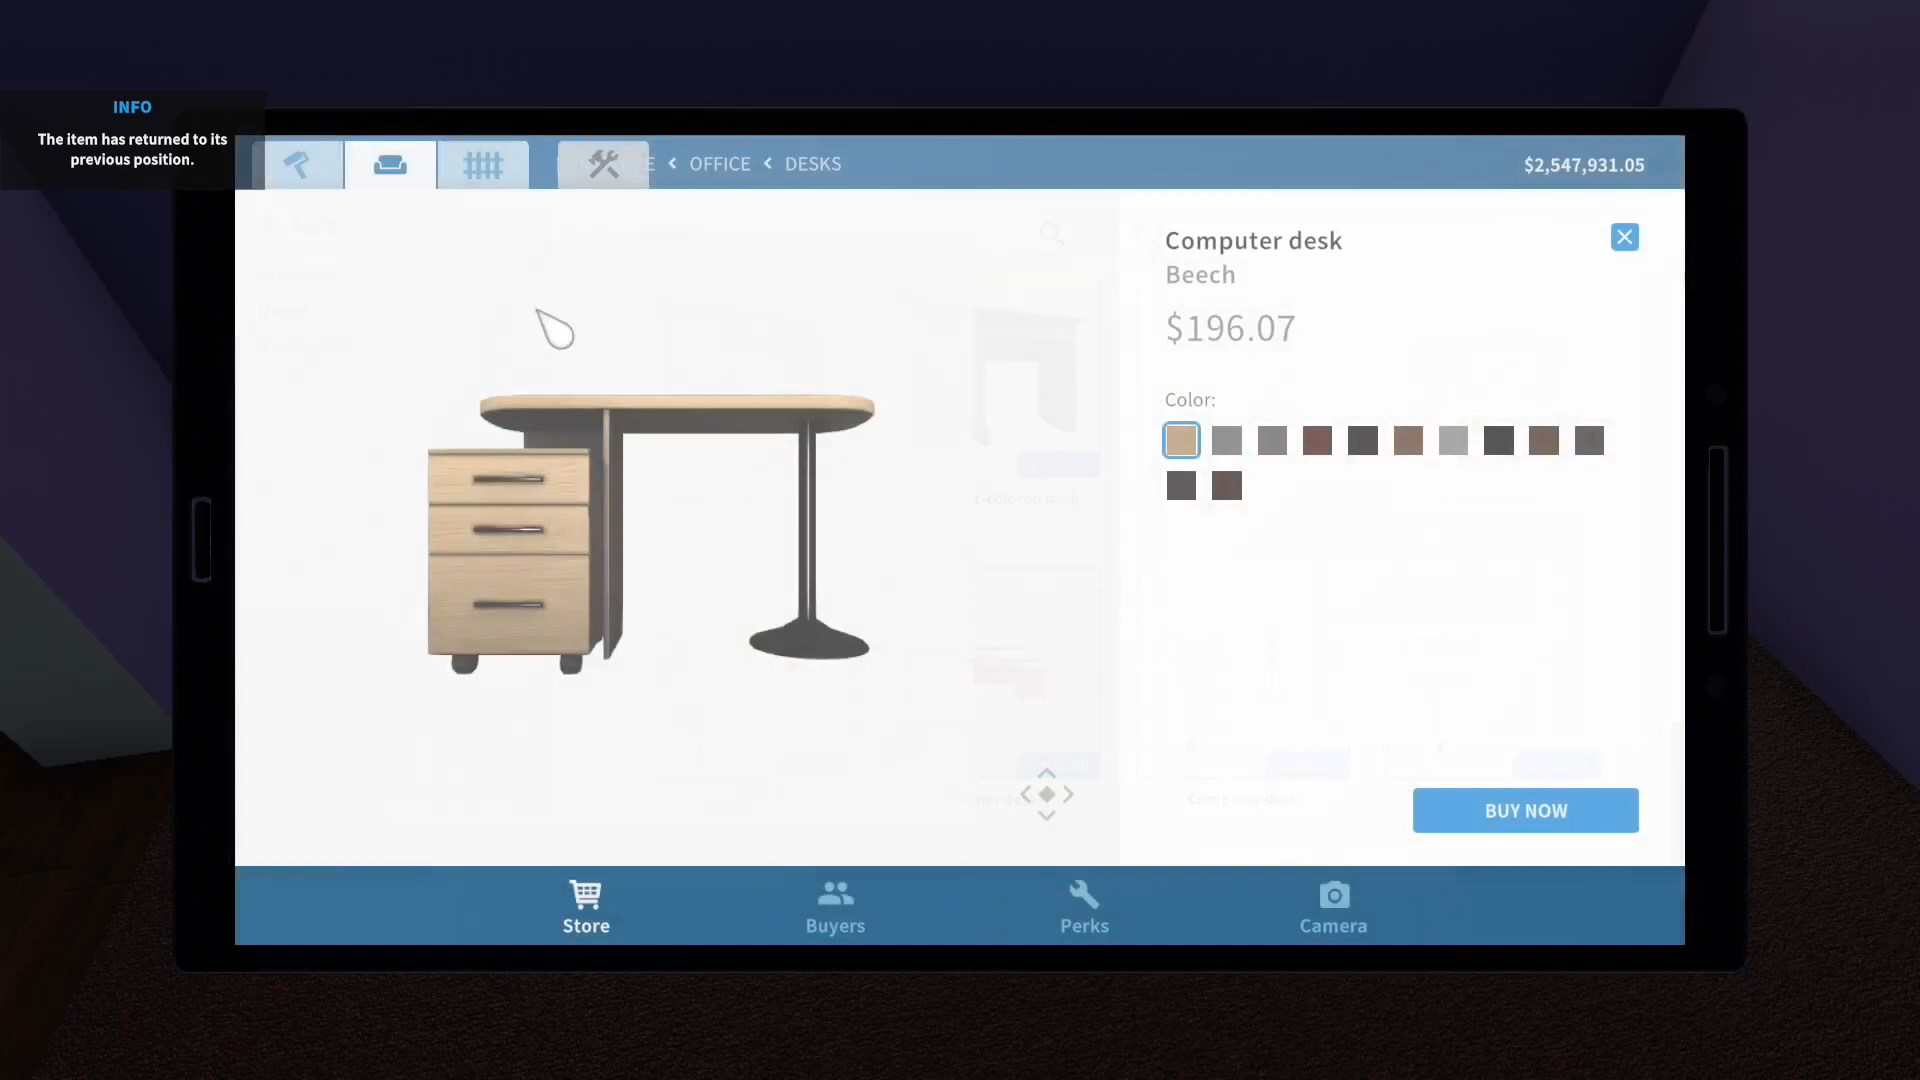 INFO
The item has returned to its
previous position.
OFFICE
DESKS
$2,547,931.05
Computer desk
Beech
$196.07
Color:
BUY NOW
Store
Buyers
Perks
Camera